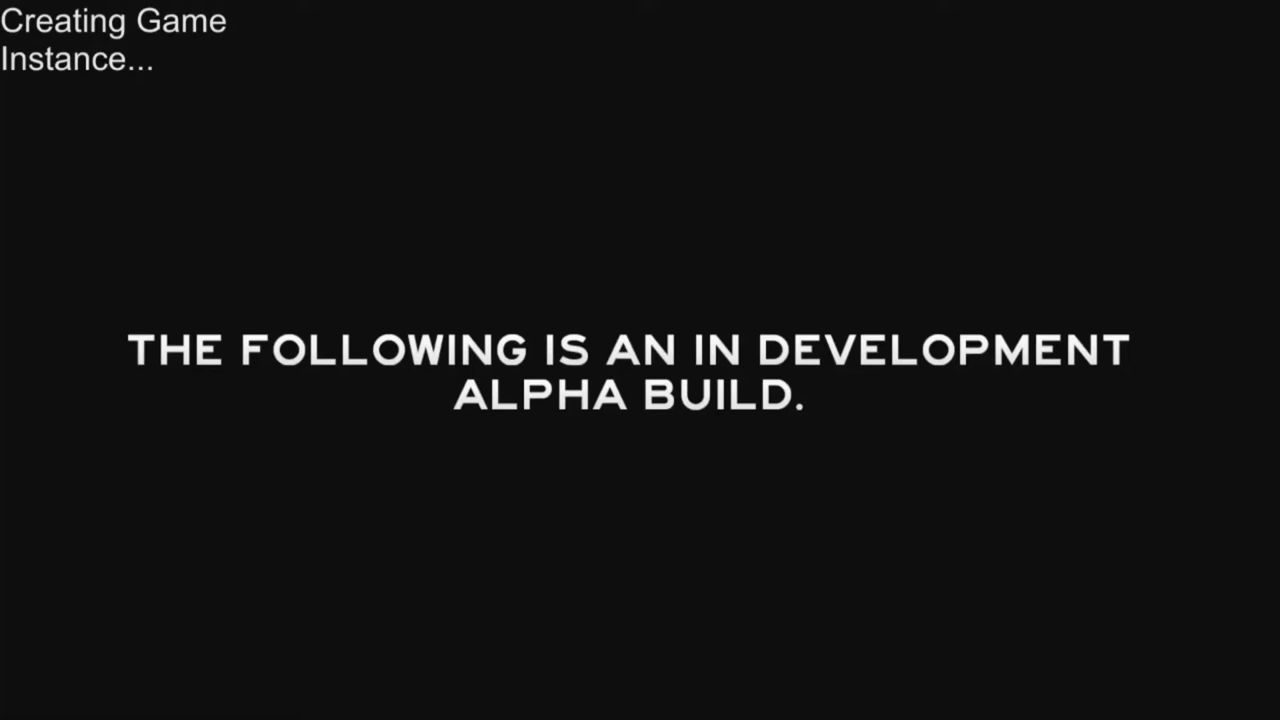 Creating Game
Instance...
THE FOLLOWING IS AN IN DEVELOPMENT
ALPHA BUILD.